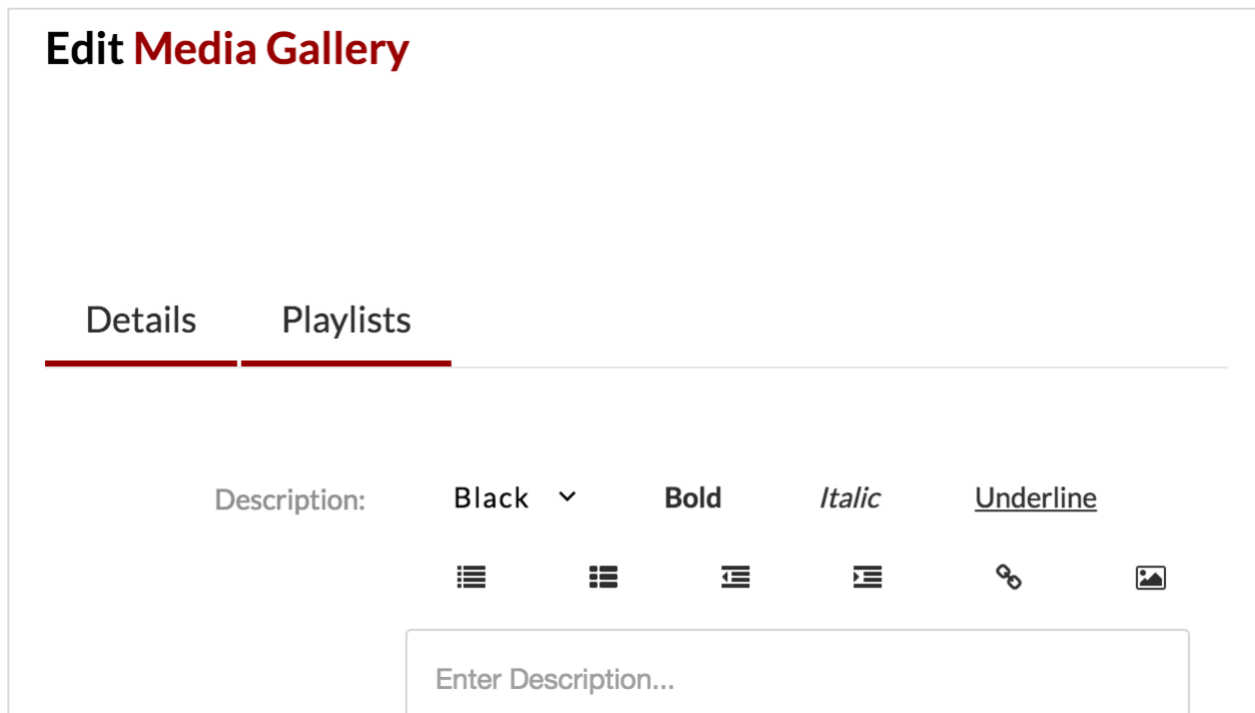 Edit Media Gallery
Details Playlists
Description: Black Bold Italic Underline
Enter Description...